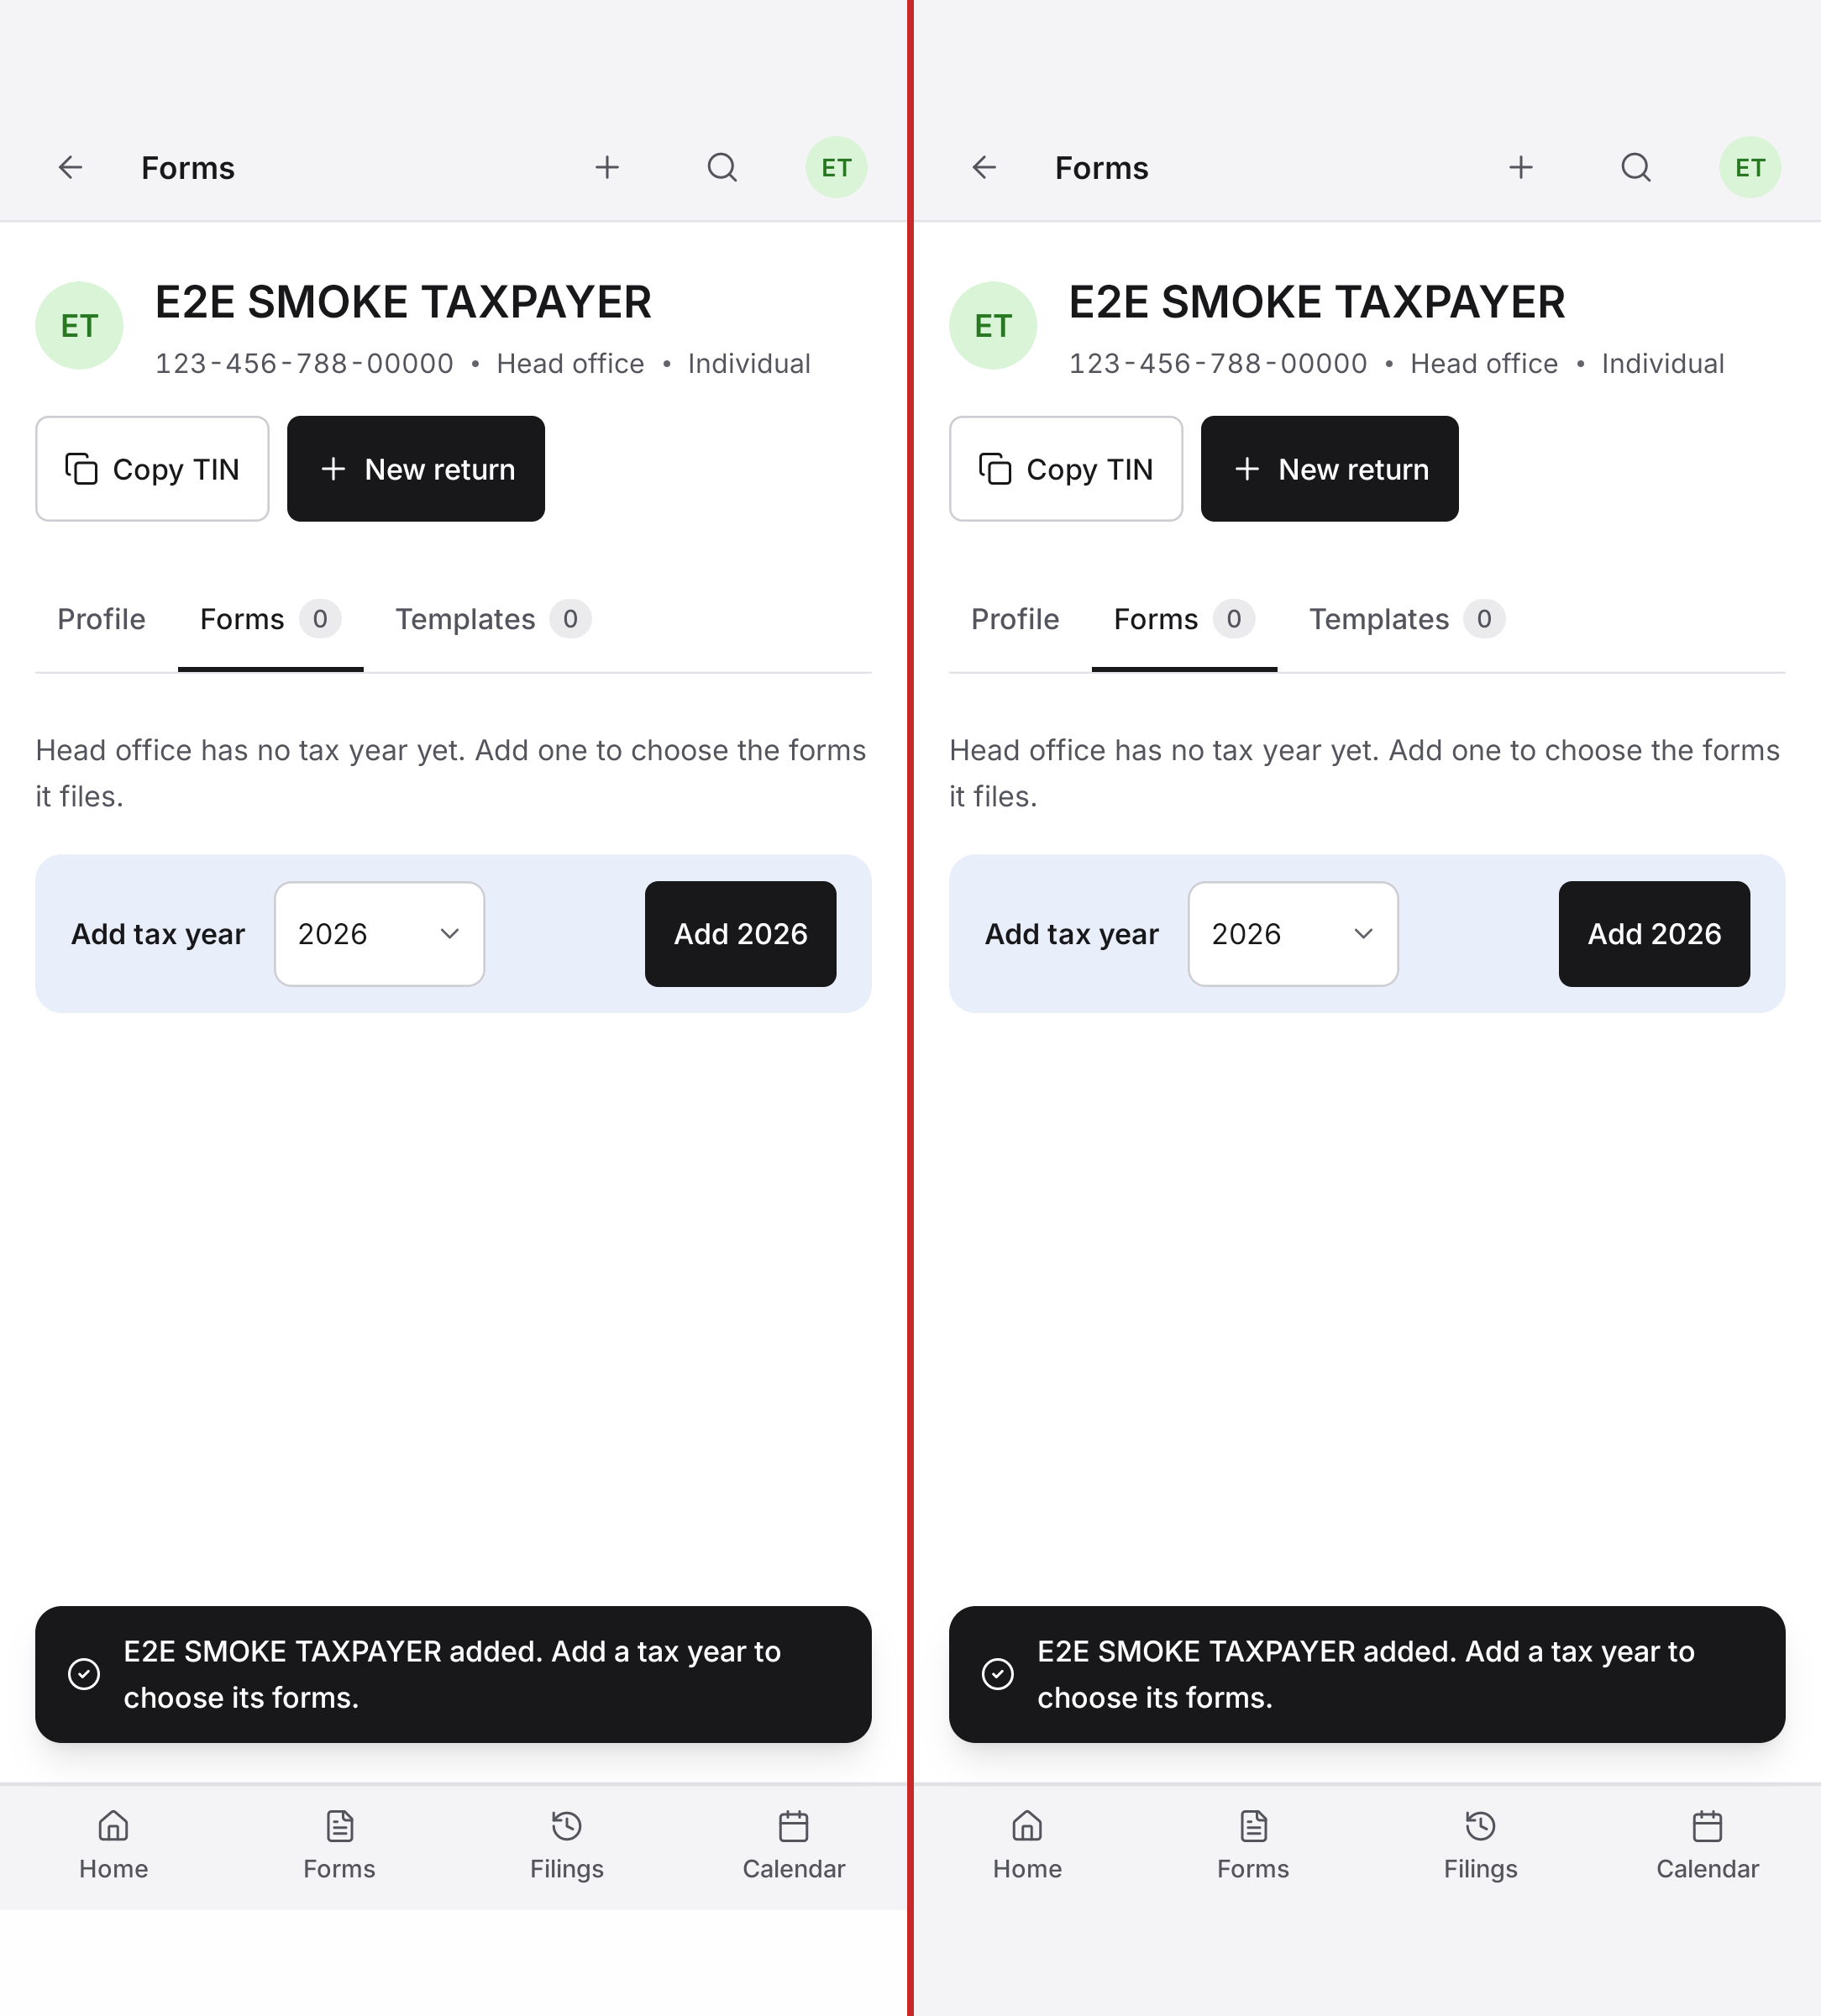 Forms
ET
ET
E2E SMOKE TAXPAYER
123-456-788-00000 • Head office • Individual
Copy TIN
New return
Profile
Forms 0
Templates 0
Head office has no tax year yet. Add one to choose the forms
it files.
Add tax year
2026
Add 2026
E2E SMOKE TAXPAYER added. Add a tax year to
choose its forms.
Home
Forms
Filings
Calendar
Forms
ET
ET
E2E SMOKE TAXPAYER
123-456-788-00000 • Head office • Individual
Copy TIN
New return
Profile
Forms 0
Templates 0
Head office has no tax year yet. Add one to choose the forms
it files.
Add tax year
2026
Add 2026
E2E SMOKE TAXPAYER added. Add a tax year to
choose its forms.
Home
Forms
Filings
Calendar